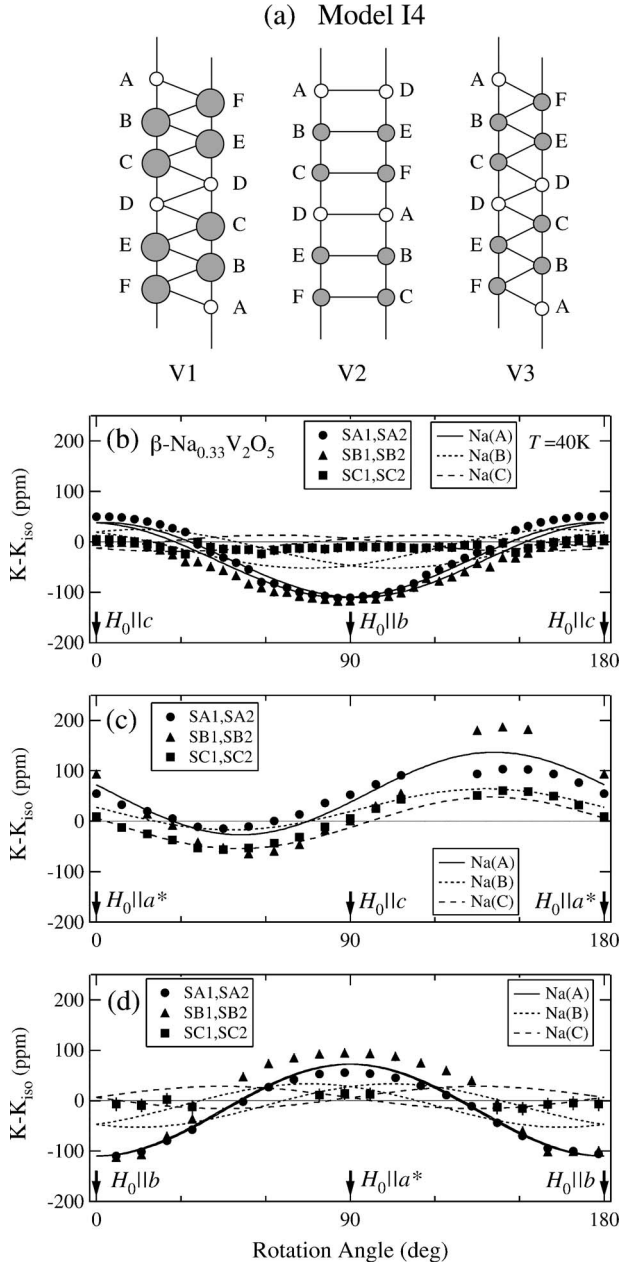 (a) Model I4
A F B E C D D C E B F A
A D B E C F D A E B F C
A F B E C D D C E B F A
V1 V2 V3
(b) β-Na0.33V2O5 SA1,SA2 SB1,SB2 SC1,SC2 Na(A) Na(B) Na(C) T =40K
K-Kiso (ppm)
200
100
0
-100
-200
H0||c H0||b H0||c
0 90 180
(c) SA1,SA2
SB1,SB2
SC1,SC2
K-Kiso (ppm)
200
100
0
-100
-200
Na(A)
Na(B)
Na(C)
H0||a* H0||c H0||a*
0 90 180
(d) SA1,SA2 Na(A)
SB1,SB2 Na(B)
SC1,SC2 Na(C)
K-Kiso (ppm)
200
100
0
-100
-200
H0||b H0||a* H0||b
0 90 180
Rotation Angle (deg)